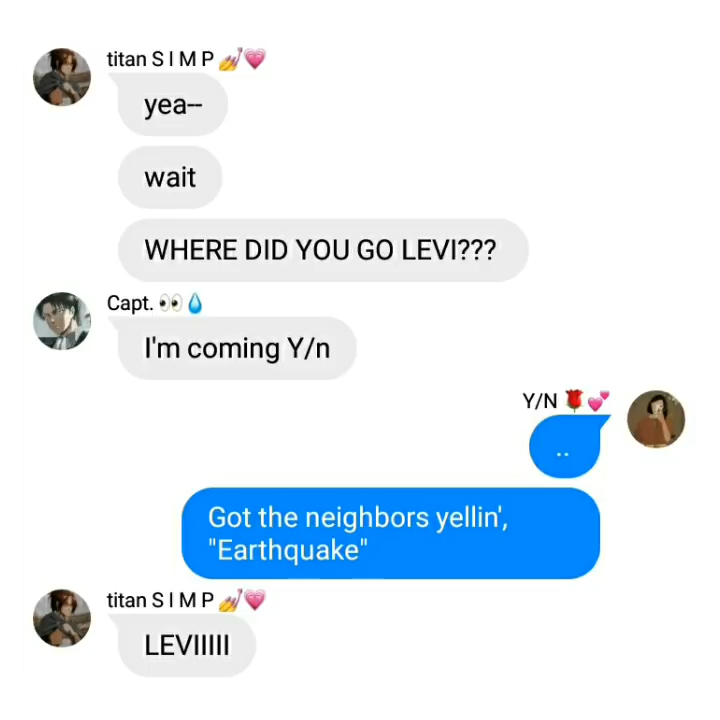 titan S I M P 💅💗
yea--
wait
WHERE DID YOU GO LEVI???
Capt. 👀💧
I'm coming Y/n
Y/N 🌹💕
..
Got the neighbors yellin',
"Earthquake"
titan S I M P 💅💗
LEVIIIII